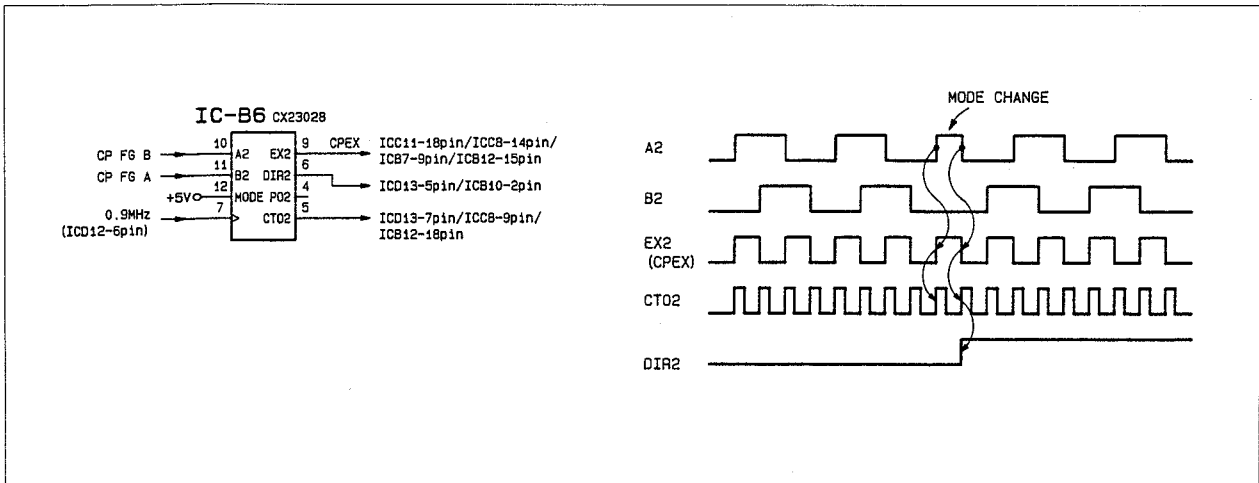 IC-B6 CX23028
CP FG B
10
A2
EX2
9
CPEX
ICC11-18pin/ICC8-14pin/
ICB7-9pin/ICB12-15pin
CP FG A
11
B2
DIR2
6
ICD13-5pin/ICB10-2pin
+5V
12
MODE
PO2
4
0.9MHz
(ICD12-6pin)
7
CTO2
5
ICD13-7pin/ICC8-9pin/
ICB12-18pin
MODE CHANGE
A2
B2
EX2
(CPEX)
CTO2
DIR2